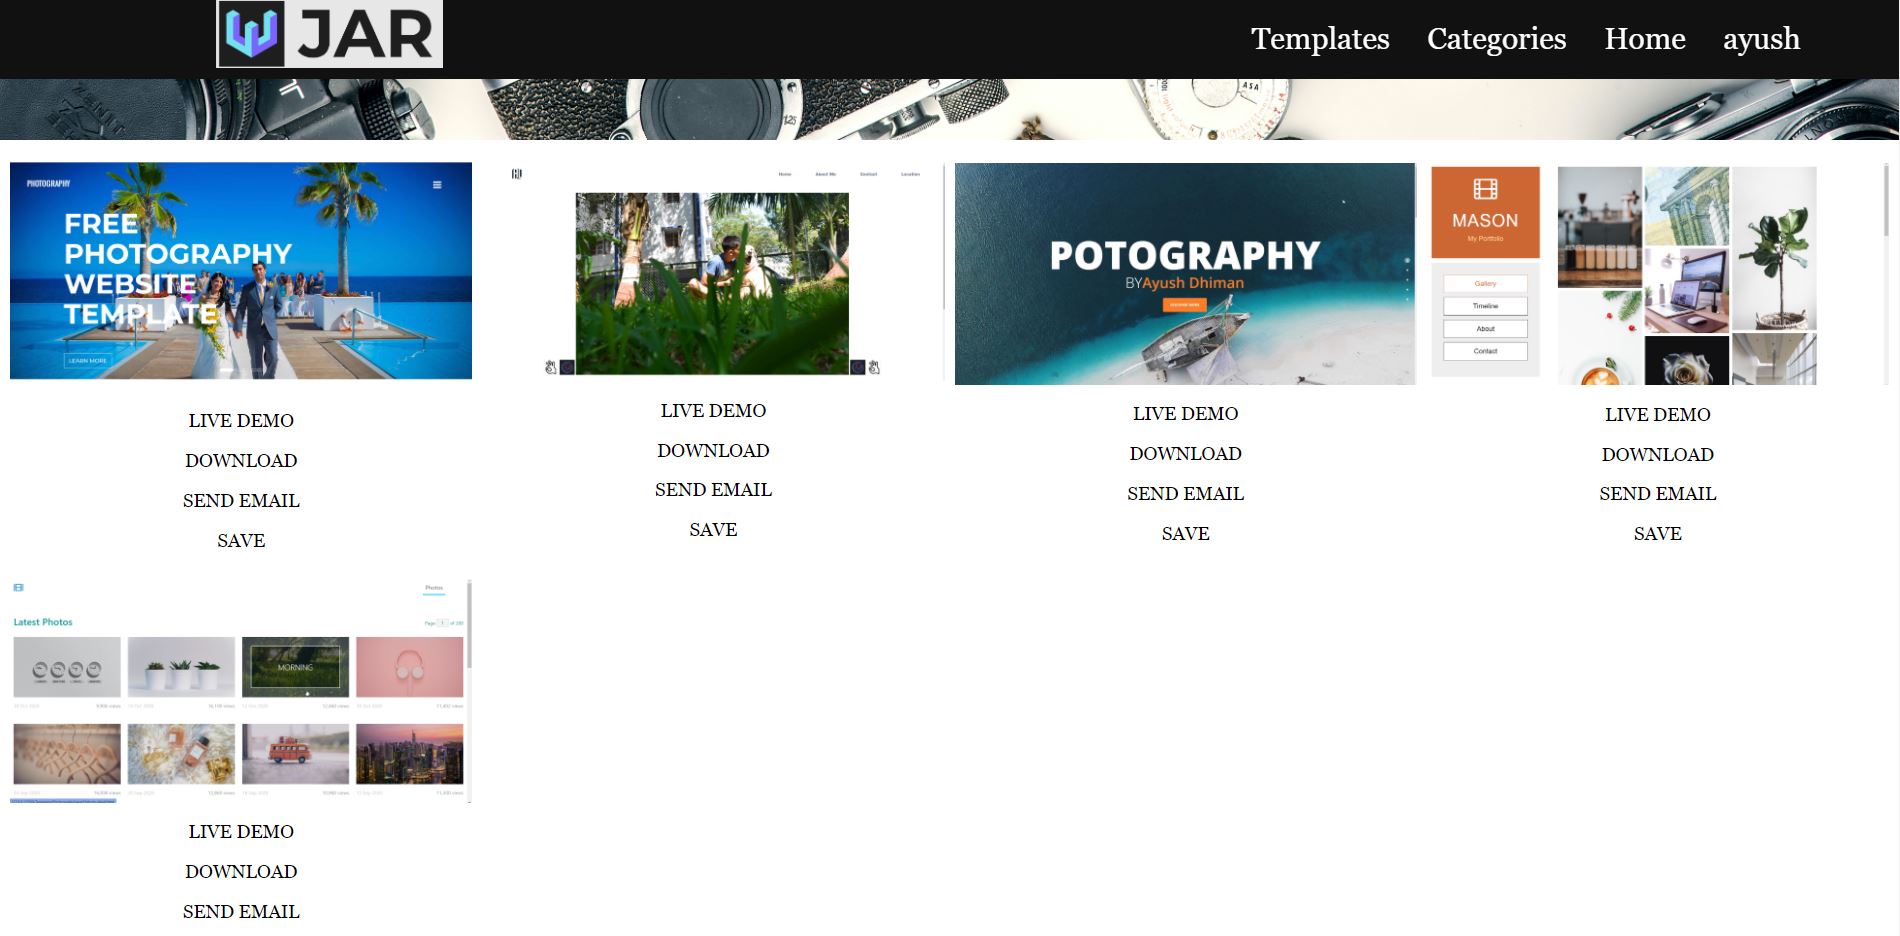 JAR
Templates Categories Home ayush
PHOTOGRAPHY
FREE
PHOTOGRAPHY
WEBSITE
TEMPLATE
LEARN MORE
LIVE DEMO
DOWNLOAD
SEND EMAIL
SAVE
Home About Me Contact Location
LIVE DEMO
DOWNLOAD
SEND EMAIL
SAVE
POTOGRAPHY
BYAyush Dhiman
LIVE DEMO
DOWNLOAD
SEND EMAIL
SAVE
MASON
My Portfolio
Gallery
Timeline
About
Contact
LIVE DEMO
DOWNLOAD
SEND EMAIL
SAVE
Photos
Latest Photos
Page 1 of
MORNING
LIVE DEMO
DOWNLOAD
SEND EMAIL